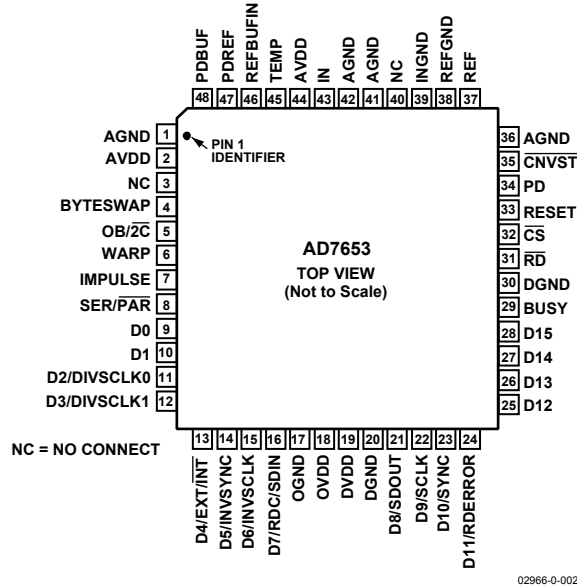 PDBUF
PDREF
REFBUFIN
TEMP
AVDD
IN
AGND
AGND
NC
INGND
REFGND
REF
48 47 46 45 44 43 42 41 40 39 38 37
AGND 1
AVDD 2
NC 3
BYTESWAP 4
OB/2C̅ 5
WARP 6
IMPULSE 7
SER/P̅A̅R̅ 8
D0 9
D1 10
D2/DIVSCLK0 11
D3/DIVSCLK1 12
PIN 1
IDENTIFIER
AD7653
TOP VIEW
(Not to Scale)
36 AGND
35 C̅N̅V̅S̅T̅
34 PD
33 RESET
32 C̅S̅
31 R̅D̅
30 DGND
29 BUSY
28 D15
27 D14
26 D13
25 D12
NC = NO CONNECT
13 14 15 16 17 18 19 20 21 22 23 24
D4/EXT/I̅N̅T̅
D5/INVSYNC
D6/INVSCLK
D7/RDC/SDIN
OGND
OVDD
DVDD
DGND
D8/SDOUT
D9/SCLK
D10/SYNC
D11/RDERROR
02966-0-002